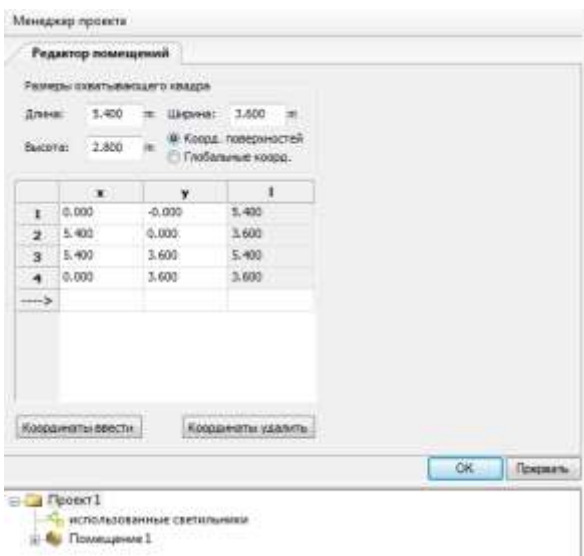 Менеджер проекта
Редактор помещений
Размеры охватывающего квадра
Длина: 5.400 m Ширина: 3.600 m
Высота: 2.800 m Коорд. поверхностей
Глобальные коорд.
x y l
1 0.000 -0.000 5.400
2 5.400 0.000 3.600
3 5.400 3.600 5.400
4 0.000 3.600 3.600
---->
Координаты ввести Координаты удалить
OK Прервать
Проект1
использованные светильники
Помещение 1